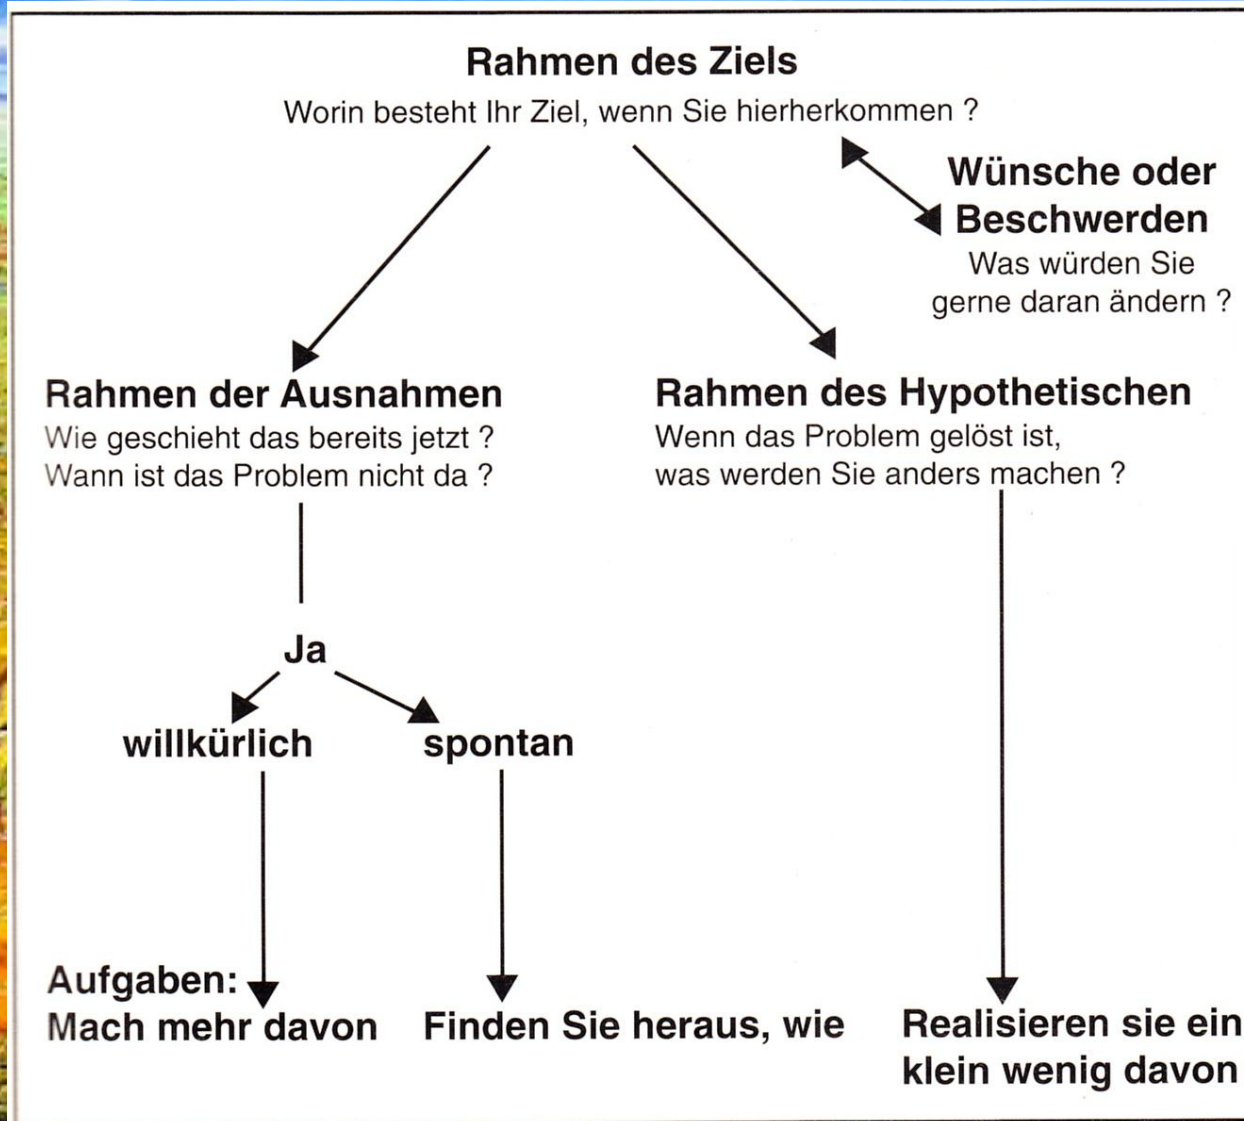 Rahmen des Ziels
Worin besteht Ihr Ziel, wenn Sie hierherkommen ?
Wünsche oder
Beschwerden
Was würden Sie
gerne daran ändern ?
Rahmen der Ausnahmen
Wie geschieht das bereits jetzt ?
Wann ist das Problem nicht da ?
Rahmen des Hypothetischen
Wenn das Problem gelöst ist,
was werden Sie anders machen ?
Ja
willkürlich
spontan
Aufgaben:
Mach mehr davon
Finden Sie heraus, wie
Realisieren sie ein
klein wenig davon